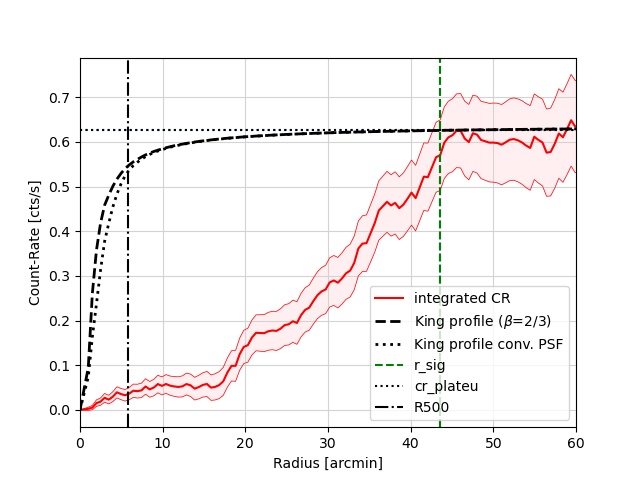 Count-Rate [cts/s]
0.7
0.6
0.5
0.4
0.3
0.2
0.1
0.0
integrated CR
King profile (β=2/3)
King profile conv. PSF
r_sig
cr_plateu
R500
0 10 20 30 40 50 60
Radius [arcmin]